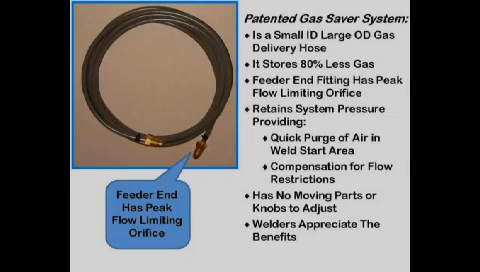 Patented Gas Saver System:
♦ Is a Small ID Large OD Gas
Delivery Hose
♦ It Stores 80% Less Gas
♦ Feeder End Fitting Has Peak
Flow Limiting Orifice
♦ Retains System Pressure
Providing:
♦ Quick Purge of Air in
Weld Start Area
♦ Compensation for Flow
Restrictions
♦ Has No Moving Parts or
Knobs to Adjust
♦ Welders Appreciate The
Benefits
Feeder End
Has Peak
Flow Limiting
Orifice